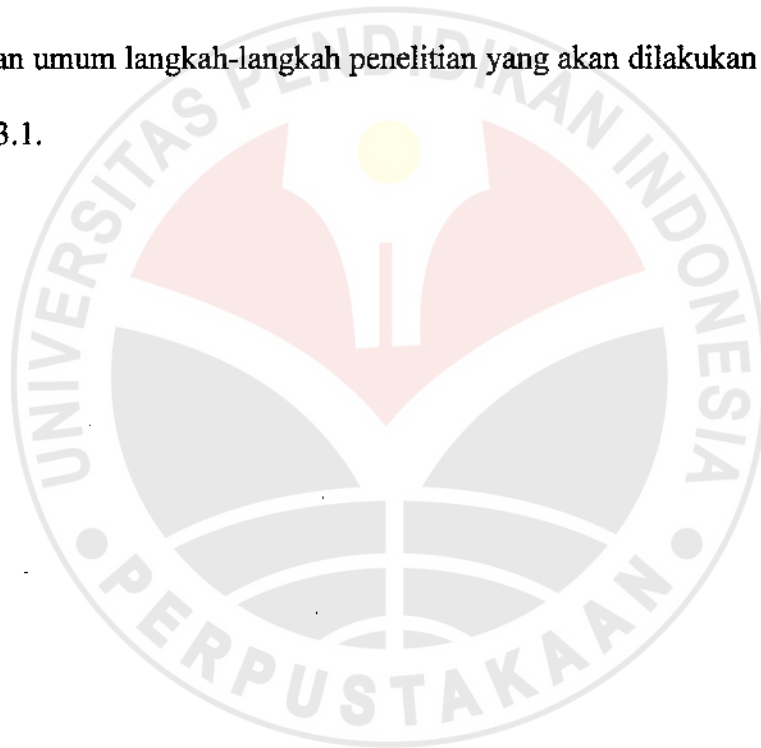 an umum langkah-langkah penelitian yang akan dilakukan
3.1.
UNIVERSITAS PENDIDIKAN INDONESIA
PERPUSTAKAAN